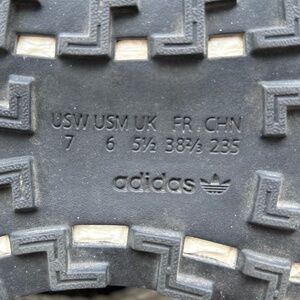 USW USM UK FR CHN
7 6 5½ 38⅔ 235
adidas